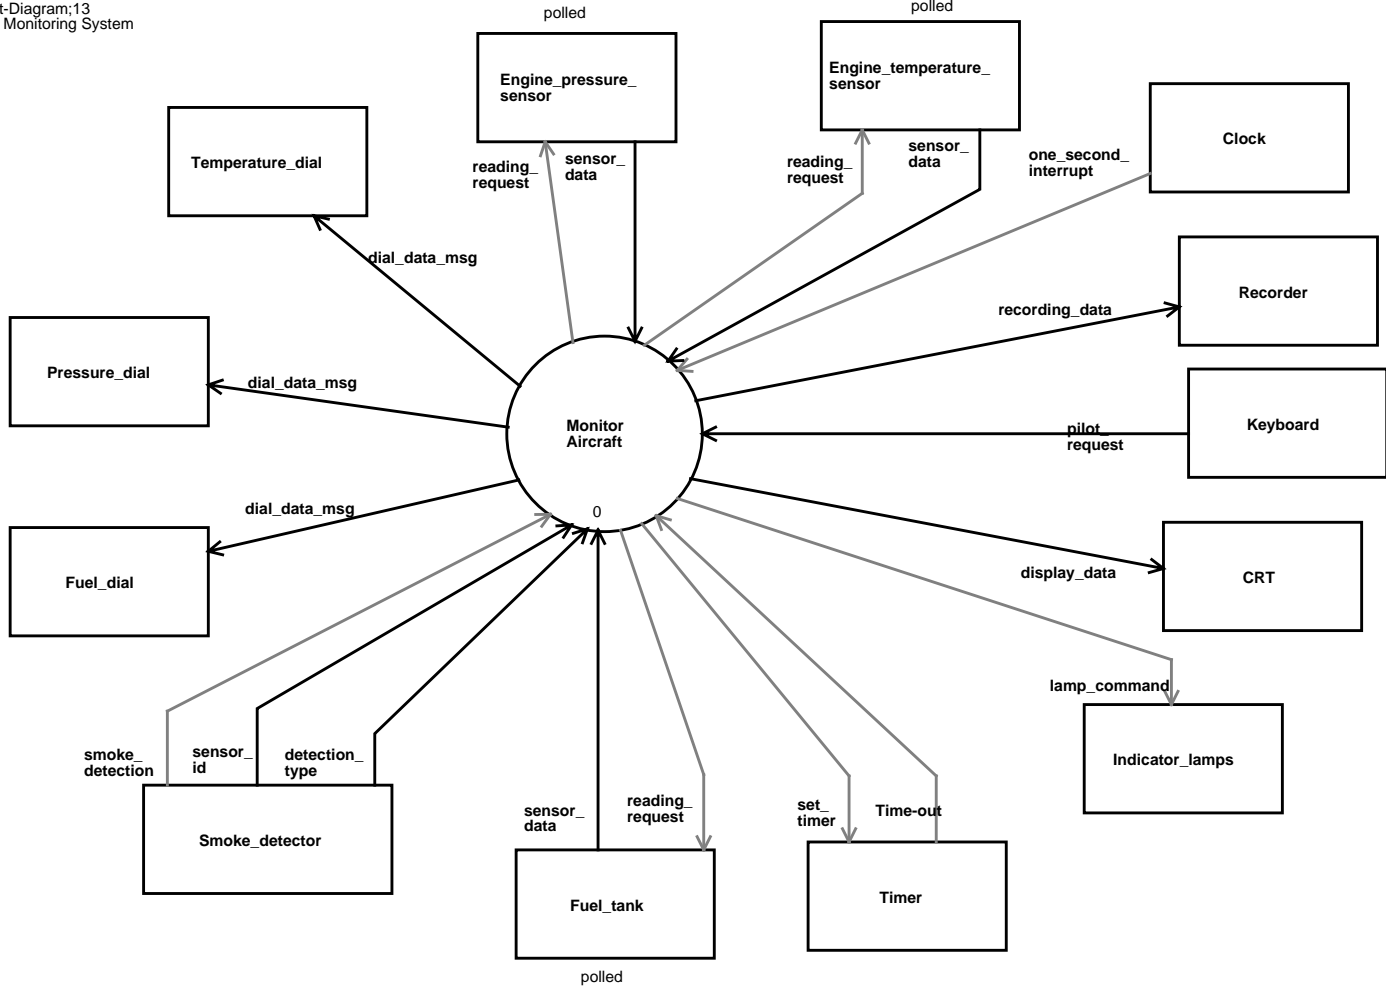 t-Diagram;13
Monitoring System
polled
polled
Engine_pressure_
sensor
Engine_temperature_
sensor
Clock
Temperature_dial
reading_
request
sensor_
data
reading_
request
sensor_
data
one_second_
interrupt
dial_data_msg
Recorder
recording_data
Pressure_dial
dial_data_msg
Monitor
Aircraft
pilot_
request
Keyboard
dial_data_msg
0
Fuel_dial
display_data
CRT
lamp_command
Indicator_lamps
smoke_
detection
sensor_
id
detection_
type
sensor_
data
reading_
request
set_
timer
Time-out
Smoke_detector
Fuel_tank
Timer
polled